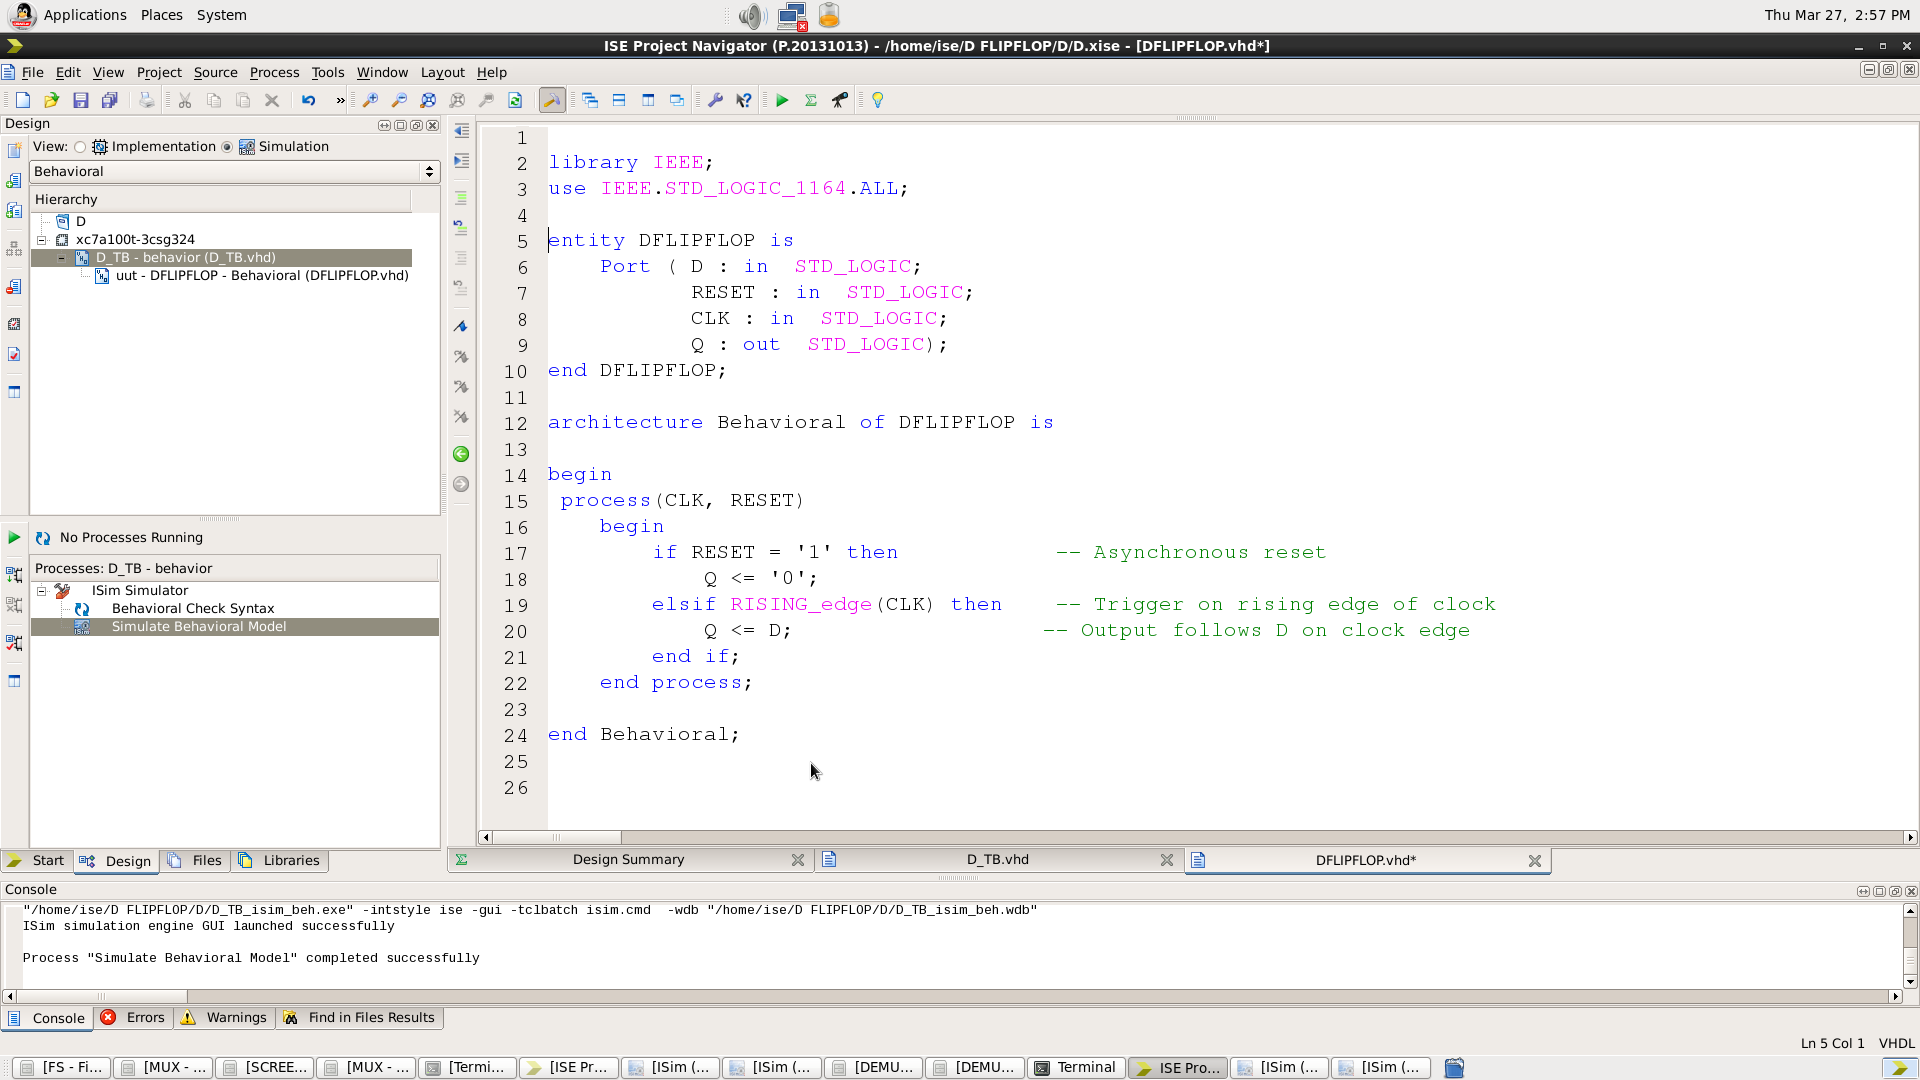 Applications Places System
Thu Mar 27, 2:57 PM
ISE Project Navigator (P.20131013) - /home/ise/D FLIPFLOP/D/D.xise - [DFLIPFLOP.vhd*]
File Edit View Project Source Process Tools Window Layout Help
Design
View: Implementation Simulation
Behavioral
Hierarchy
D
xc7a100t-3csg324
D_TB - behavior (D_TB.vhd)
uut - DFLIPFLOP - Behavioral (DFLIPFLOP.vhd)
No Processes Running
Processes: D_TB - behavior
ISim Simulator
Behavioral Check Syntax
Simulate Behavioral Model
Start Design Files Libraries
1
2 library IEEE;
3 use IEEE.STD_LOGIC_1164.ALL;
4
5 entity DFLIPFLOP is
6 Port ( D : in STD_LOGIC;
7 RESET : in STD_LOGIC;
8 CLK : in STD_LOGIC;
9 Q : out STD_LOGIC);
10 end DFLIPFLOP;
11
12 architecture Behavioral of DFLIPFLOP is
13
14 begin
15 process(CLK, RESET)
16 begin
17 if RESET = '1' then -- Asynchronous reset
18 Q <= '0';
19 elsif RISING_edge(CLK) then -- Trigger on rising edge of clock
20 Q <= D; -- Output follows D on clock edge
21 end if;
22 end process;
23
24 end Behavioral;
25
26
Design Summary D_TB.vhd DFLIPFLOP.vhd*
Console
"/home/ise/D FLIPFLOP/D/D_TB_isim_beh.exe" -intstyle ise -gui -tclbatch isim.cmd -wdb "/home/ise/D FLIPFLOP/D/D_TB_isim_beh.wdb"
ISim simulation engine GUI launched successfully
Process "Simulate Behavioral Model" completed successfully
Console Errors Warnings Find in Files Results
Ln 5 Col 1 VHDL
[FS - Fi... [MUX - ... [SCREE... [MUX - ... [Termi... [ISE Pr... [ISim (... [ISim (... [DEMU... [DEMU... Terminal ISE Pro... [ISim (... [ISim (...